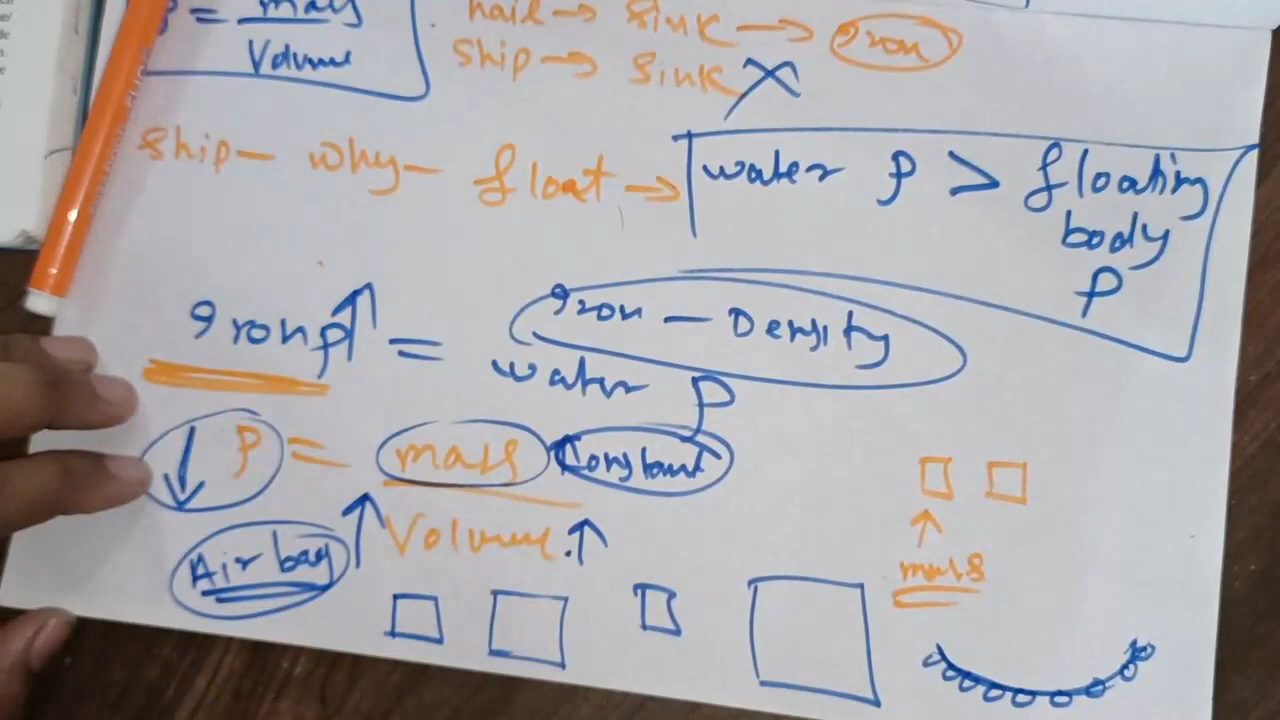 = mass
Volume
nail → sink → Iron
ship → sink X
ship - why - float →
water ρ > floating
body
ρ
Iron ρ↑ =
Iron - Density
water ρ
↓ ρ = mass Constant
↑ Volume ↑
Air bag
mass